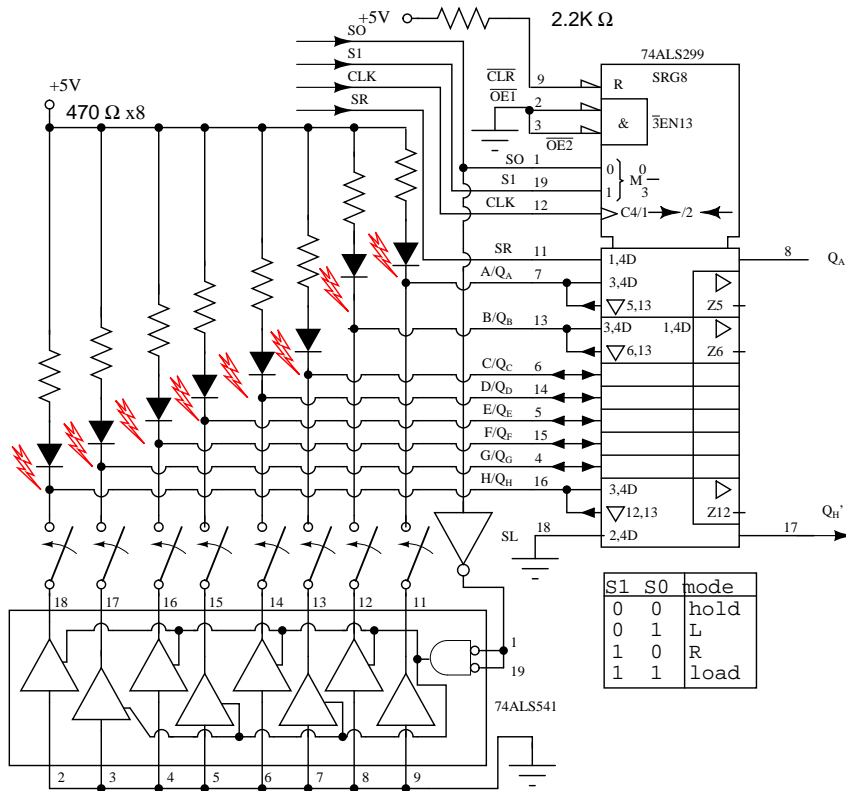 +5V
2.2K Ω
SO
S1
CLK
SR
+5V
470 Ω x8
74ALS299
SRG8
CLR
9
R
OE1
2
&
3EN13
3
OE2
SO 1
0
S1 19
1
M 0
3
CLK 12
C4/1
/2
SR 11
1,4D
8
QA
A/QA 7
3,4D
5,13
Z5
B/QB 13
3,4D
1,4D
6,13
Z6
C/QC 6
D/QD 14
E/QE 5
F/QF 15
G/QG 4
H/QH 16
3,4D
12,13
Z12
SL
18
2,4D
17
QH'
S1 S0 mode
0 0 hold
0 1 L
1 0 R
1 1 load
18 17 16 15 14 13 12 11
1
19
74ALS541
2 3 4 5 6 7 8 9